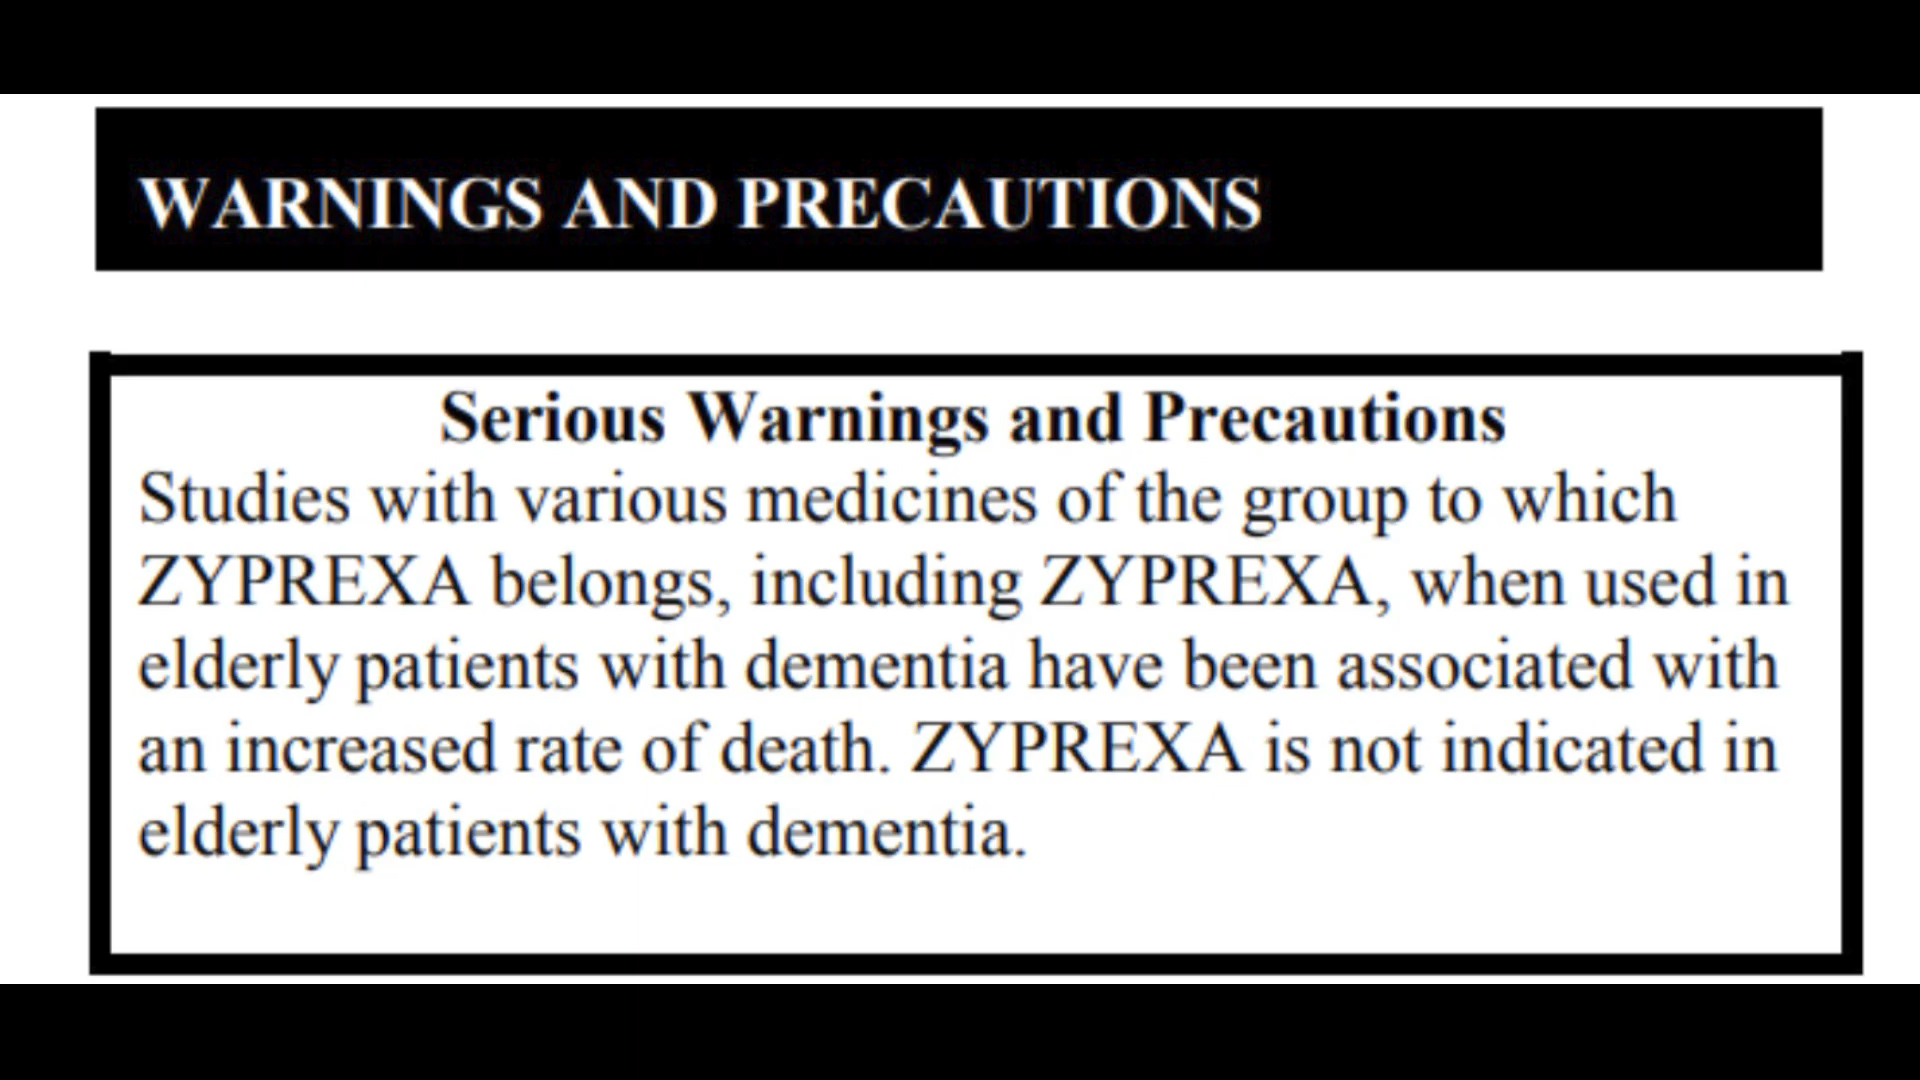 WARNINGS AND PRECAUTIONS
Serious Warnings and Precautions
Studies with various medicines of the group to which
ZYPREXA belongs, including ZYPREXA, when used in
elderly patients with dementia have been associated with
an increased rate of death. ZYPREXA is not indicated in
elderly patients with dementia.